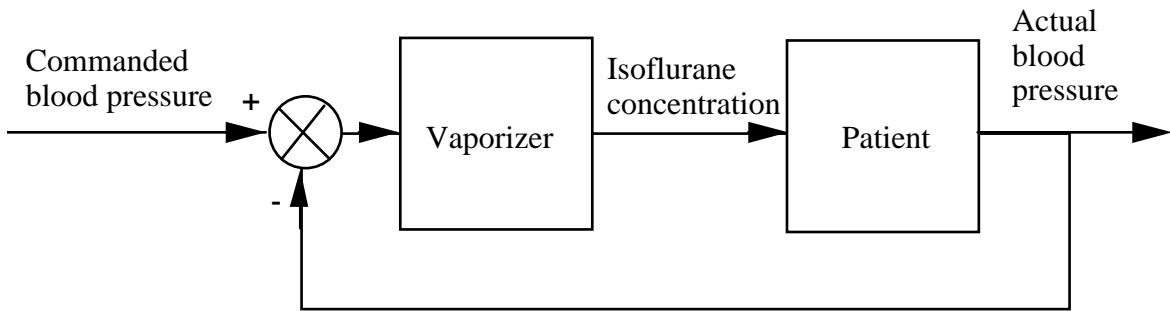 Commanded
blood pressure
+
-
Vaporizer
Isoflurane
concentration
Patient
Actual
blood
pressure